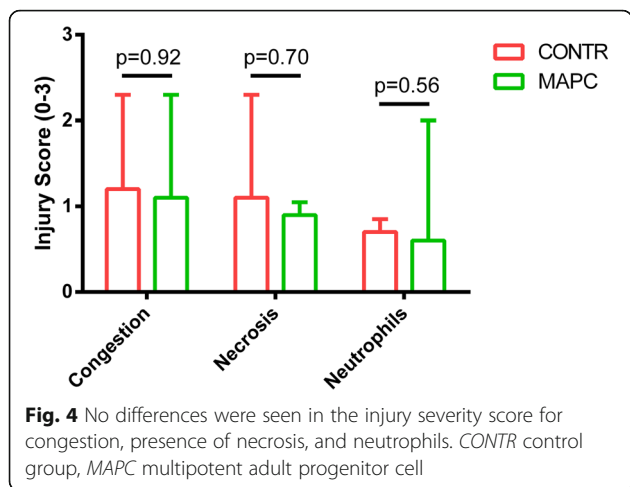 p=0.92
p=0.70
p=0.56
CONTR
MAPC
Injury Score (0-3)
3
2
1
0
Congestion
Necrosis
Neutrophils
Fig. 4 No differences were seen in the injury severity score for
congestion, presence of necrosis, and neutrophils. CONTR control
group, MAPC multipotent adult progenitor cell